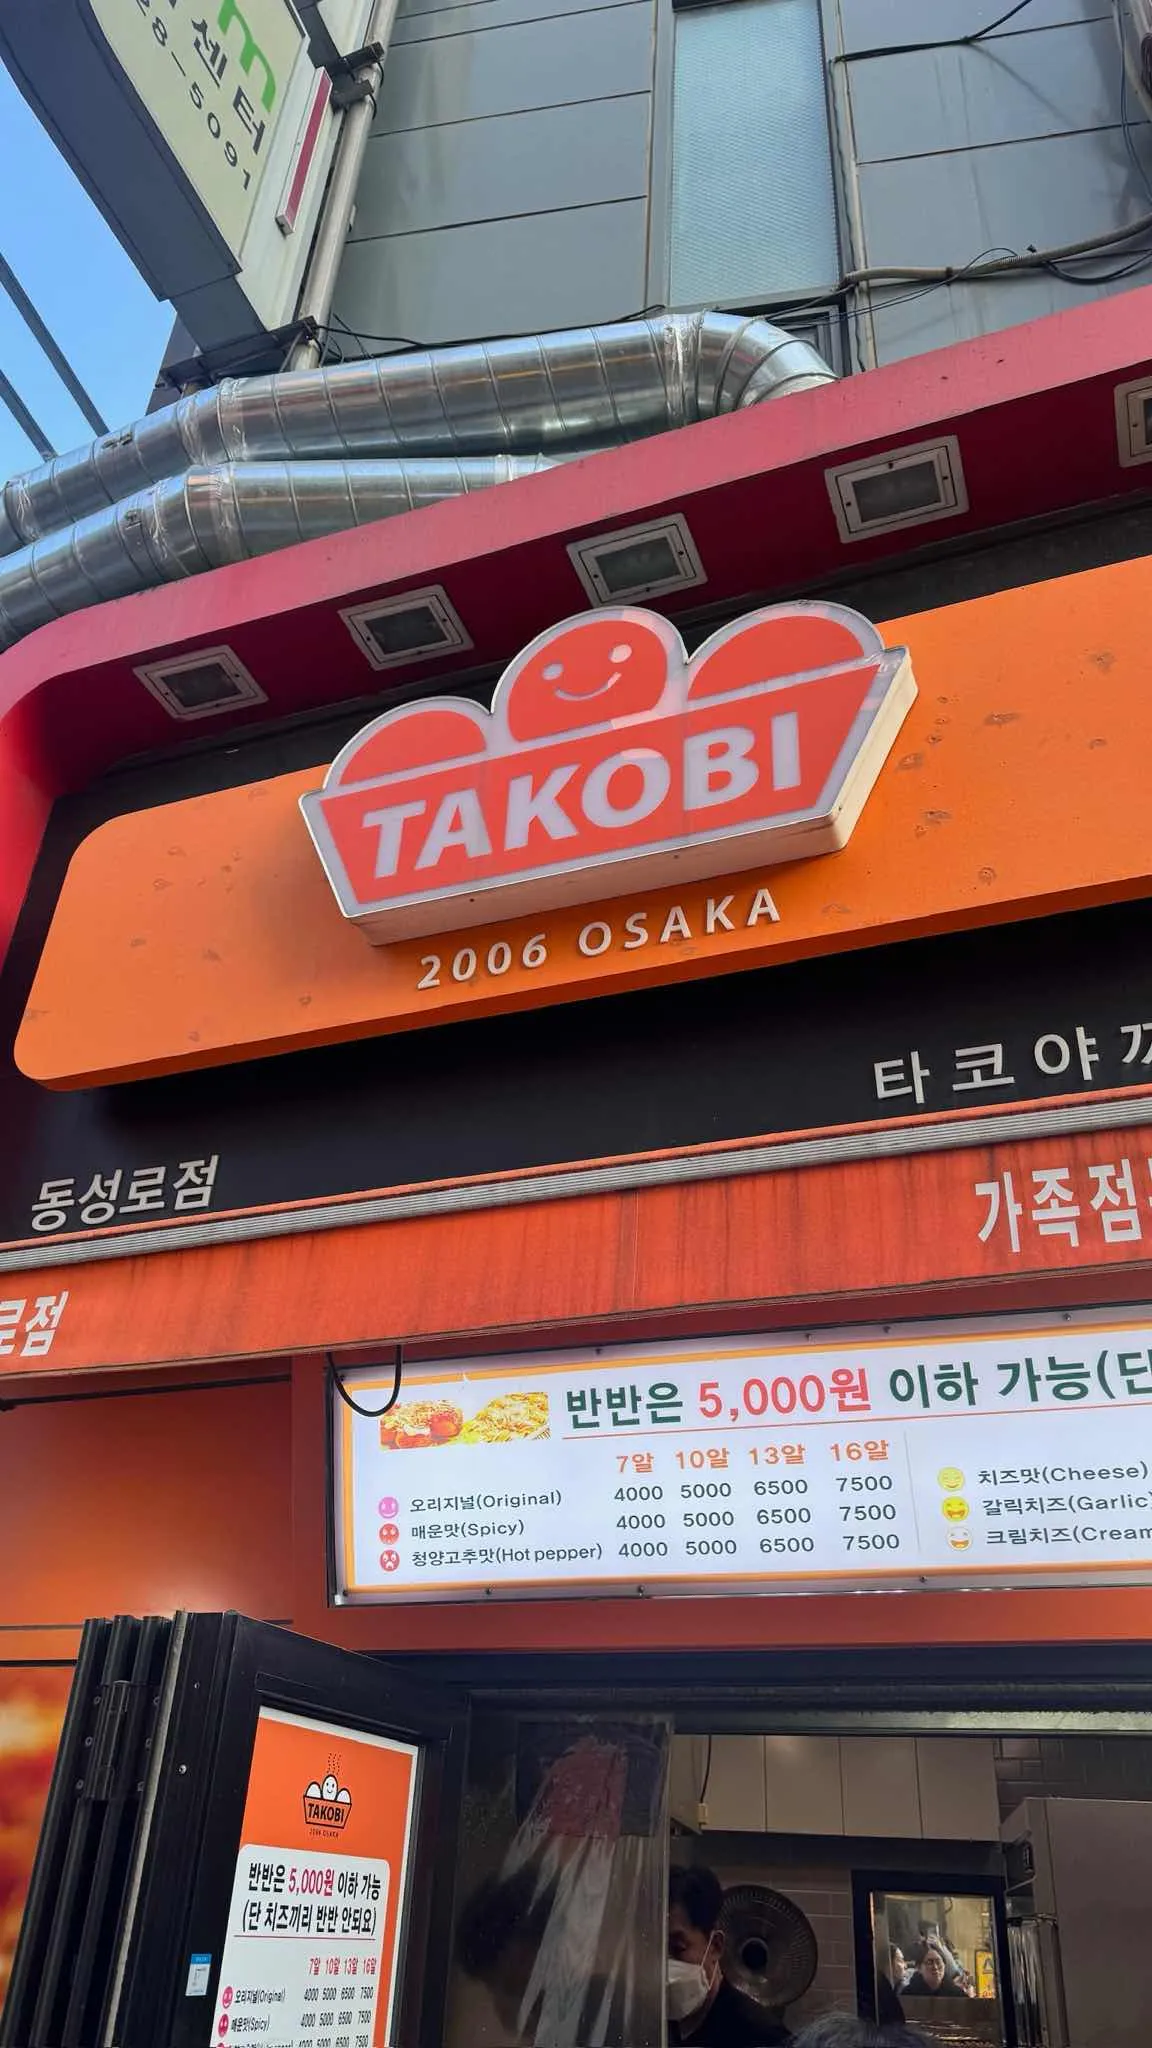 센터
28-5091
TAKOBI
2006 OSAKA
타코야
동성로점
가족점
로점
반반은 5,000원 이하 가능(단
7알 10알 13알 16알
오리지널(Original) 4000 5000 6500 7500
매운맛(Spicy) 4000 5000 6500 7500
청양고추맛(Hot pepper) 4000 5000 6500 7500
치즈맛(Cheese)
갈릭치즈(Garlic)
크림치즈(Cream
TAKOBI
2006 OSAKA
반반은 5,000원 이하 가능
(단 치즈끼리 반반 안되요)
7알 10알 13알 16알
오리지널(Original) 4000 5000 6500 7500
매운맛(Spicy) 4000 5000 6500 7500